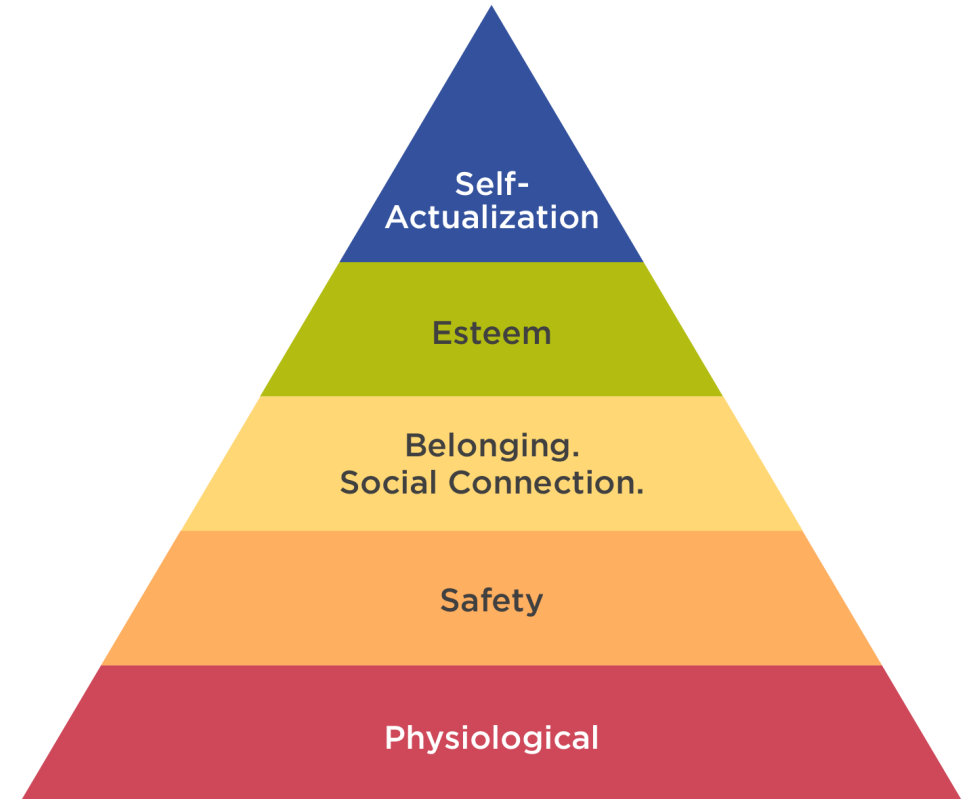 Self-
Actualization
Esteem
Belonging.
Social Connection.
Safety
Physiological